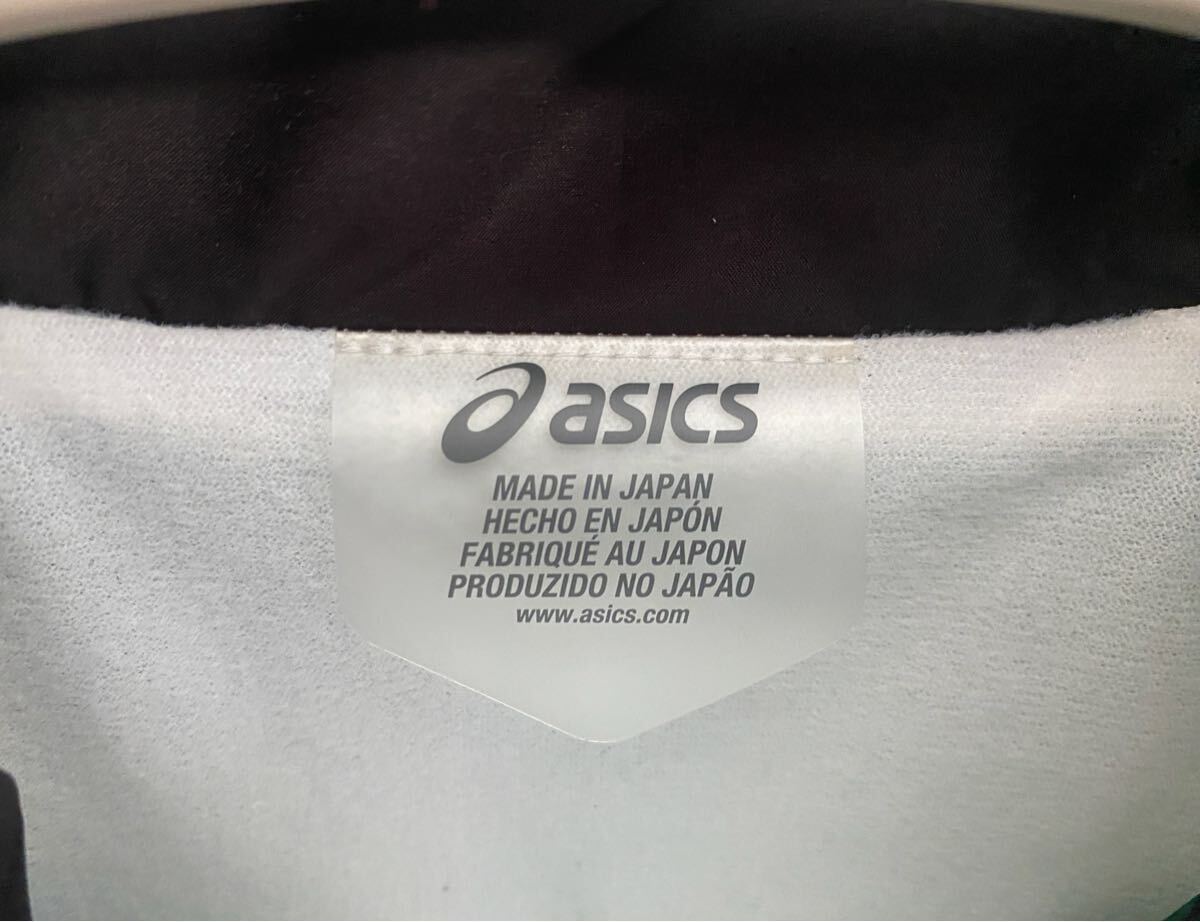 asics
MADE IN JAPAN
HECHO EN JAPÓN
FABRIQUÉ AU JAPON
PRODUZIDO NO JAPÃO
www.asics.com